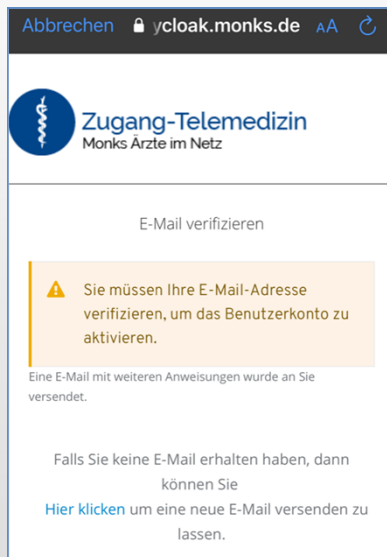 Abbrechen ycloak.monks.de AA
Zugang-Telemedizin
Monks Ärzte im Netz
E-Mail verifizieren
Sie müssen Ihre E-Mail-Adresse
verifizieren, um das Benutzerkonto zu
aktivieren.
Eine E-Mail mit weiteren Anweisungen wurde an Sie
versendet.
Falls Sie keine E-Mail erhalten haben, dann
können Sie
Hier klicken um eine neue E-Mail versenden zu
lassen.